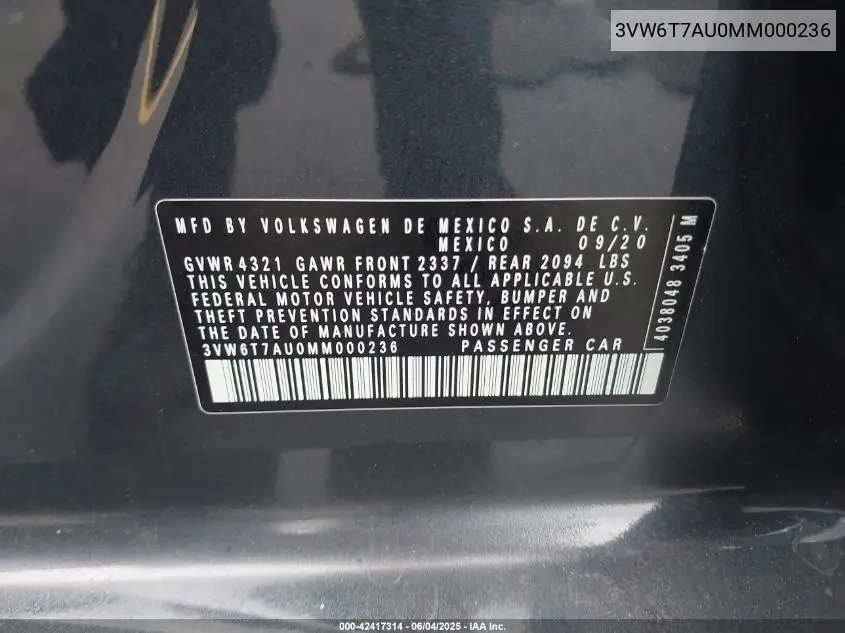 3VW6T7AU0MM000236
MFD BY VOLKSWAGEN DE MEXICO S.A. DE C.V.
MEXICO 09/20
GVWR 4321 GAWR FRONT 2337 / REAR 2094 LBS
THIS VEHICLE CONFORMS TO ALL APPLICABLE U.S.
FEDERAL MOTOR VEHICLE SAFETY, BUMPER AND
THEFT PREVENTION STANDARDS IN EFFECT ON
THE DATE OF MANUFACTURE SHOWN ABOVE.
3VW6T7AU0MM000236 PASSENGER CAR
4038048 3405 M
000-42417314 - 06/04/2025 - IAA Inc.